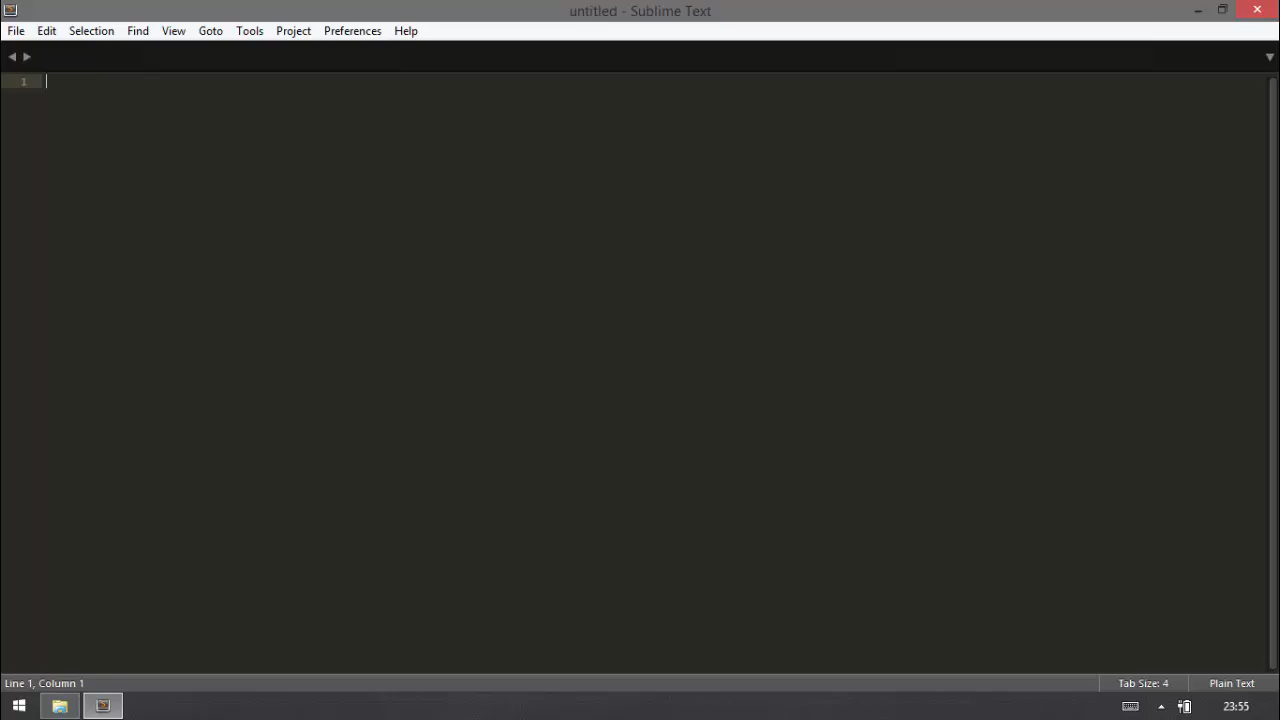 untitled - Sublime Text
File Edit Selection Find View Goto Tools Project Preferences Help
1
Line 1, Column 1 Tab Size: 4 Plain Text
23:55